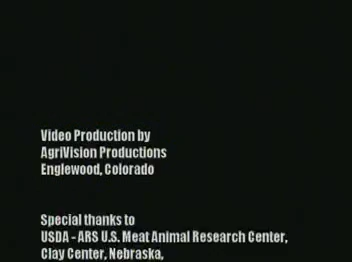 Video Production by
AgriVision Productions
Englewood, Colorado
Special thanks to
USDA - ARS U.S. Meat Animal Research Center,
Clay Center, Nebraska,